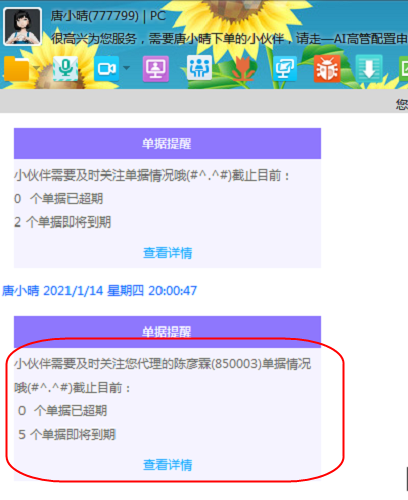 唐小晴(777799) | PC
很高兴为您服务，需要唐小晴下单的小伙伴，请走—AI高管配置申
您
单据提醒
小伙伴需要及时关注单据情况哦(#^.^#)截止目前：
0 个单据已超期
2 个单据即将到期
查看详情
唐小晴 2021/1/14 星期四 20:00:47
单据提醒
小伙伴需要及时关注您代理的陈彦霖(850003)单据情况
哦(#^.^#)截止目前：
0 个单据已超期
5 个单据即将到期
查看详情